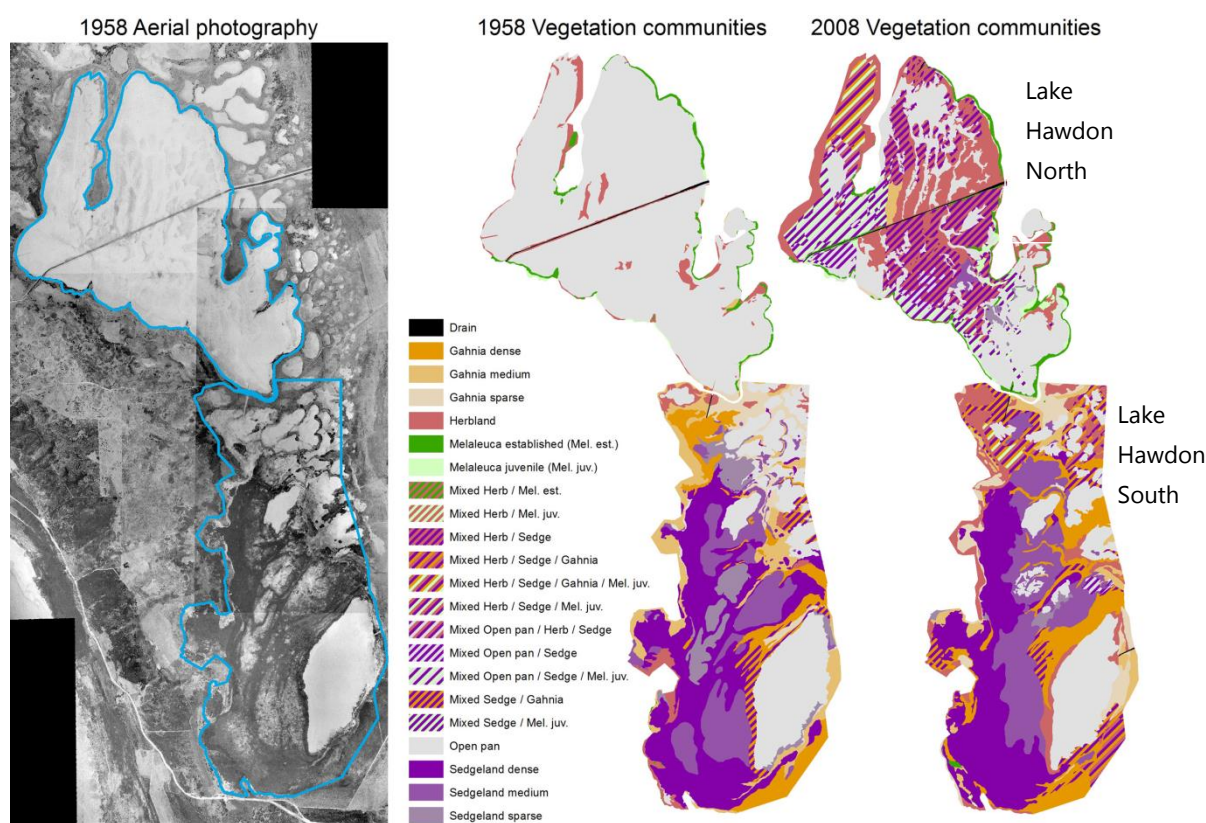 1958 Aerial photography
1958 Vegetation communities
2008 Vegetation communities
Lake
Hawdon
North
Drain
Gahnia dense
Gahnia medium
Gahnia sparse
Herbland
Melaleuca established (Mel. est.)
Melaleuca juvenile (Mel. juv.)
Mixed Herb / Mel. est.
Mixed Herb / Mel. juv.
Mixed Herb / Sedge
Mixed Herb / Sedge / Gahnia
Mixed Herb / Sedge / Gahnia / Mel. juv.
Mixed Herb / Sedge / Mel. juv.
Mixed Open pan / Herb / Sedge
Mixed Open pan / Sedge
Mixed Open pan / Sedge / Mel. juv.
Mixed Sedge / Gahnia
Mixed Sedge / Mel. juv.
Open pan
Sedgeland dense
Sedgeland medium
Sedgeland sparse
Lake
Hawdon
South